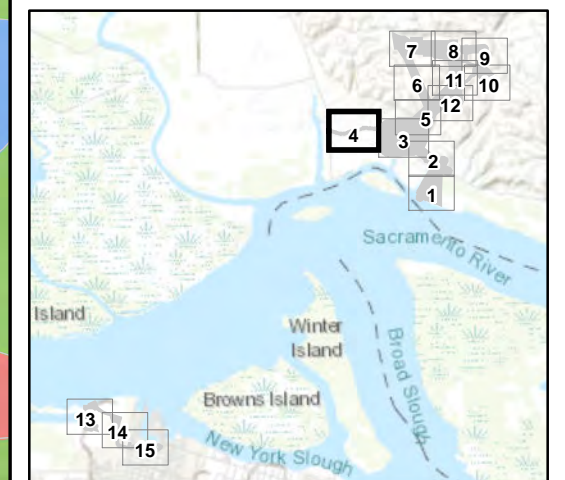 7
8
9
6
11
10
12
5
4
3
2
1
Sacramento River
Island
Winter
Island
Broad Slough
Browns Island
New York Slough
13
14
15